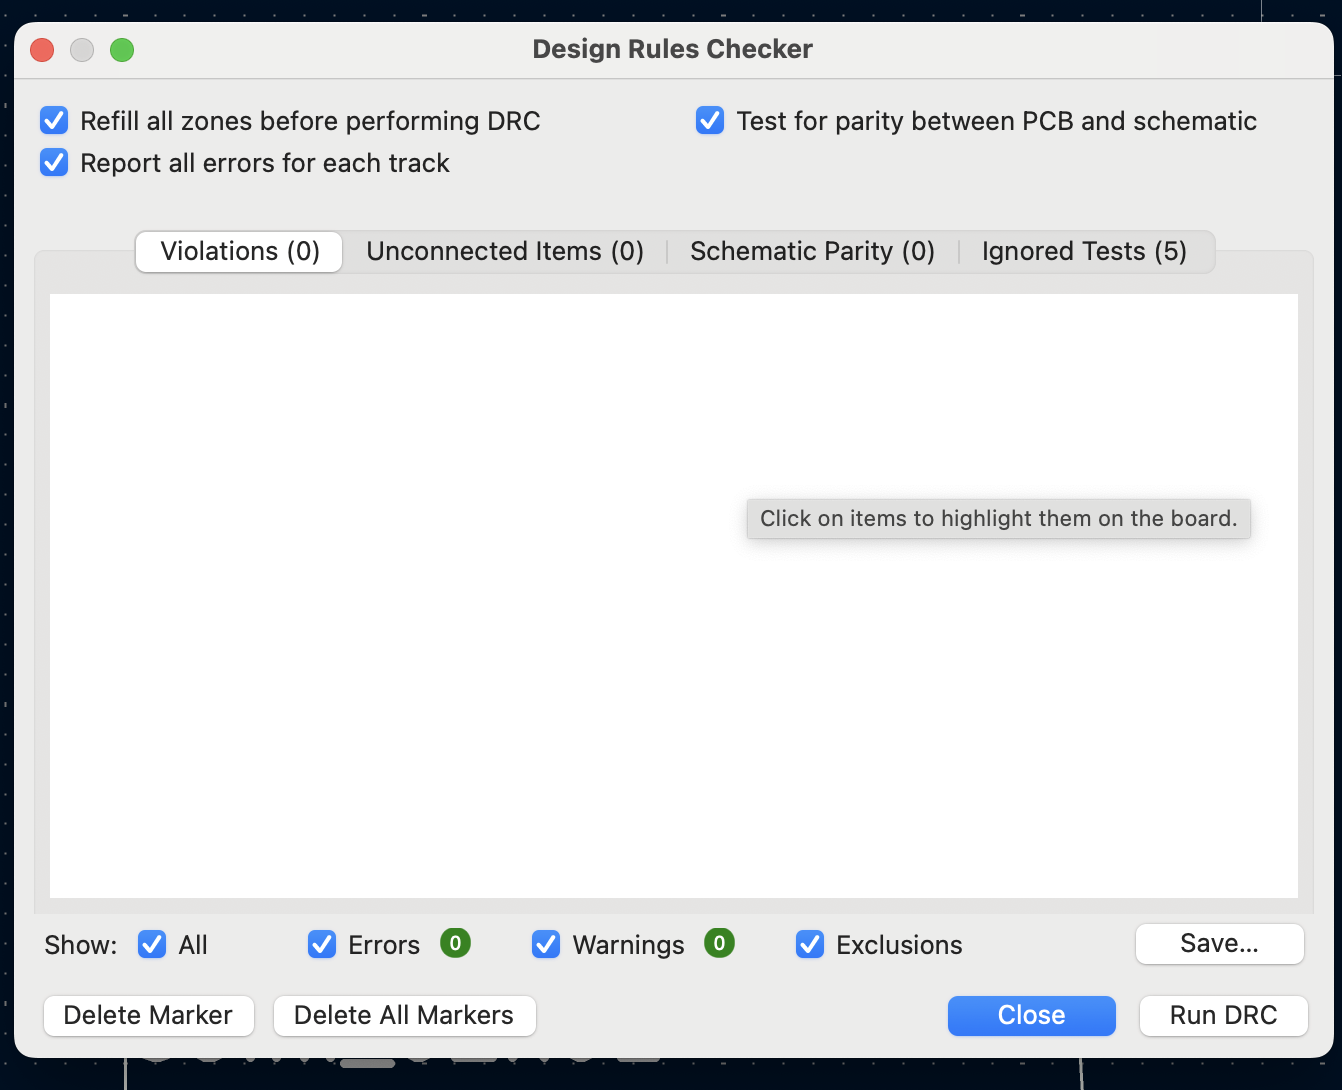 Design Rules Checker
Refill all zones before performing DRC
Test for parity between PCB and schematic
Report all errors for each track
Violations (0)
Unconnected Items (0)
Schematic Parity (0)
Ignored Tests (5)
Click on items to highlight them on the board.
Show:
All
Errors
0
Warnings
0
Exclusions
Save...
Delete Marker
Delete All Markers
Close
Run DRC